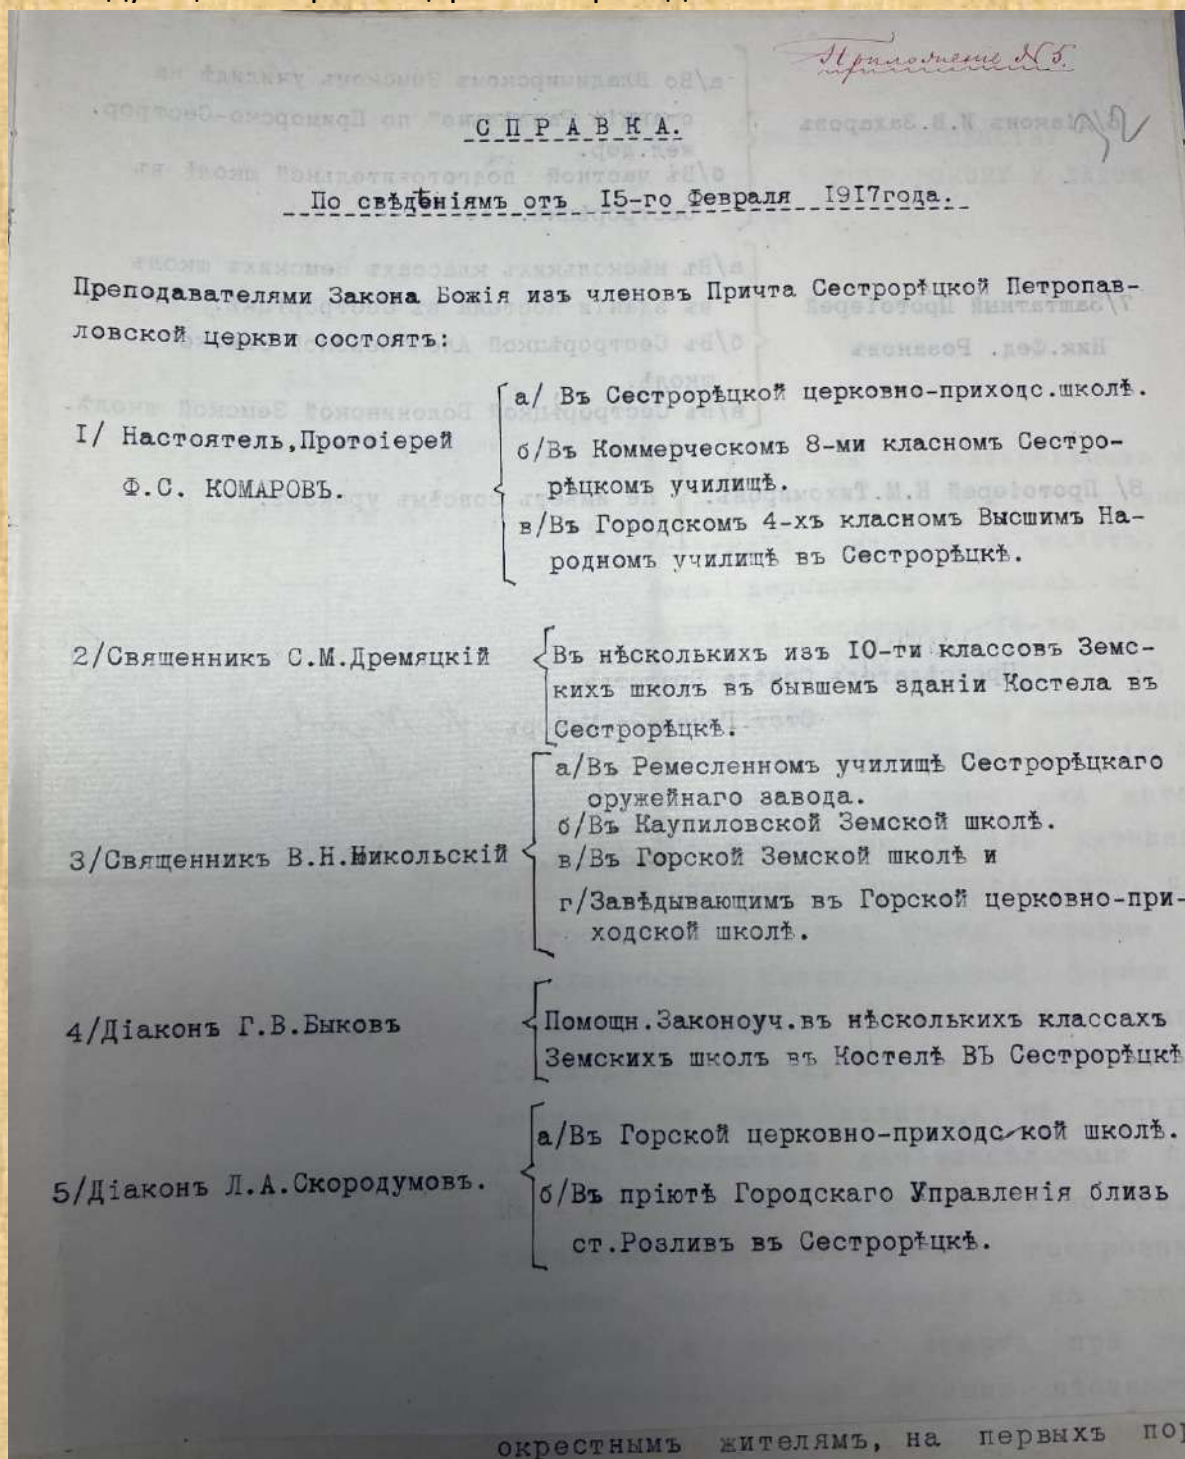 Приложение № 5.
СПРАВКА.
По свѣдѣніямъ отъ 15-го Февраля 1917года.
Преподавателями Закона Божія изъ членовъ Причта Сестрорѣцкой Петропав-
ловской церкви состоятъ:
1/ Настоятель,Протоіерей
Ф.С. КОМАРОВЪ.
а/ Въ Сестрорѣцкой церковно-приходс.школѣ.
б/Въ Коммерческомъ 8-ми класномъ Сестро-
рѣцкомъ училищѣ.
в/Въ Городскомъ 4-хъ класномъ Высшимъ На-
родномъ училищѣ въ Сестрорѣцкѣ.
2/Священникъ С.М.Дремяцкій
Въ нѣсколькихъ изъ 10-ти классовъ Земс-
кихъ школъ въ бывшемъ зданіи Костела въ
Сестрорѣцкѣ.
3/Священникъ В.Н.Никольскій
а/Въ Ремесленномъ училищѣ Сестрорѣцкаго
оружейнаго завода.
б/Въ Каупиловской Земской школѣ.
в/Въ Горской Земской школѣ и
г/Завѣдывающимъ въ Горской церковно-при-
ходской школѣ.
4/Діаконъ Г.В.Быковъ
Помощн.Законоуч.въ нѣсколькихъ классахъ
Земскихъ школъ въ Костелѣ ВЪ Сестрорѣцкѣ
5/Діаконъ Л.А.Скородумовъ.
а/Въ Горской церковно-приходс-кой школѣ.
б/Въ пріютѣ Городскаго Управленія близь
ст.Розливъ въ Сестрорѣцкѣ.
окрестнымъ жителямъ, на первыхъ пор